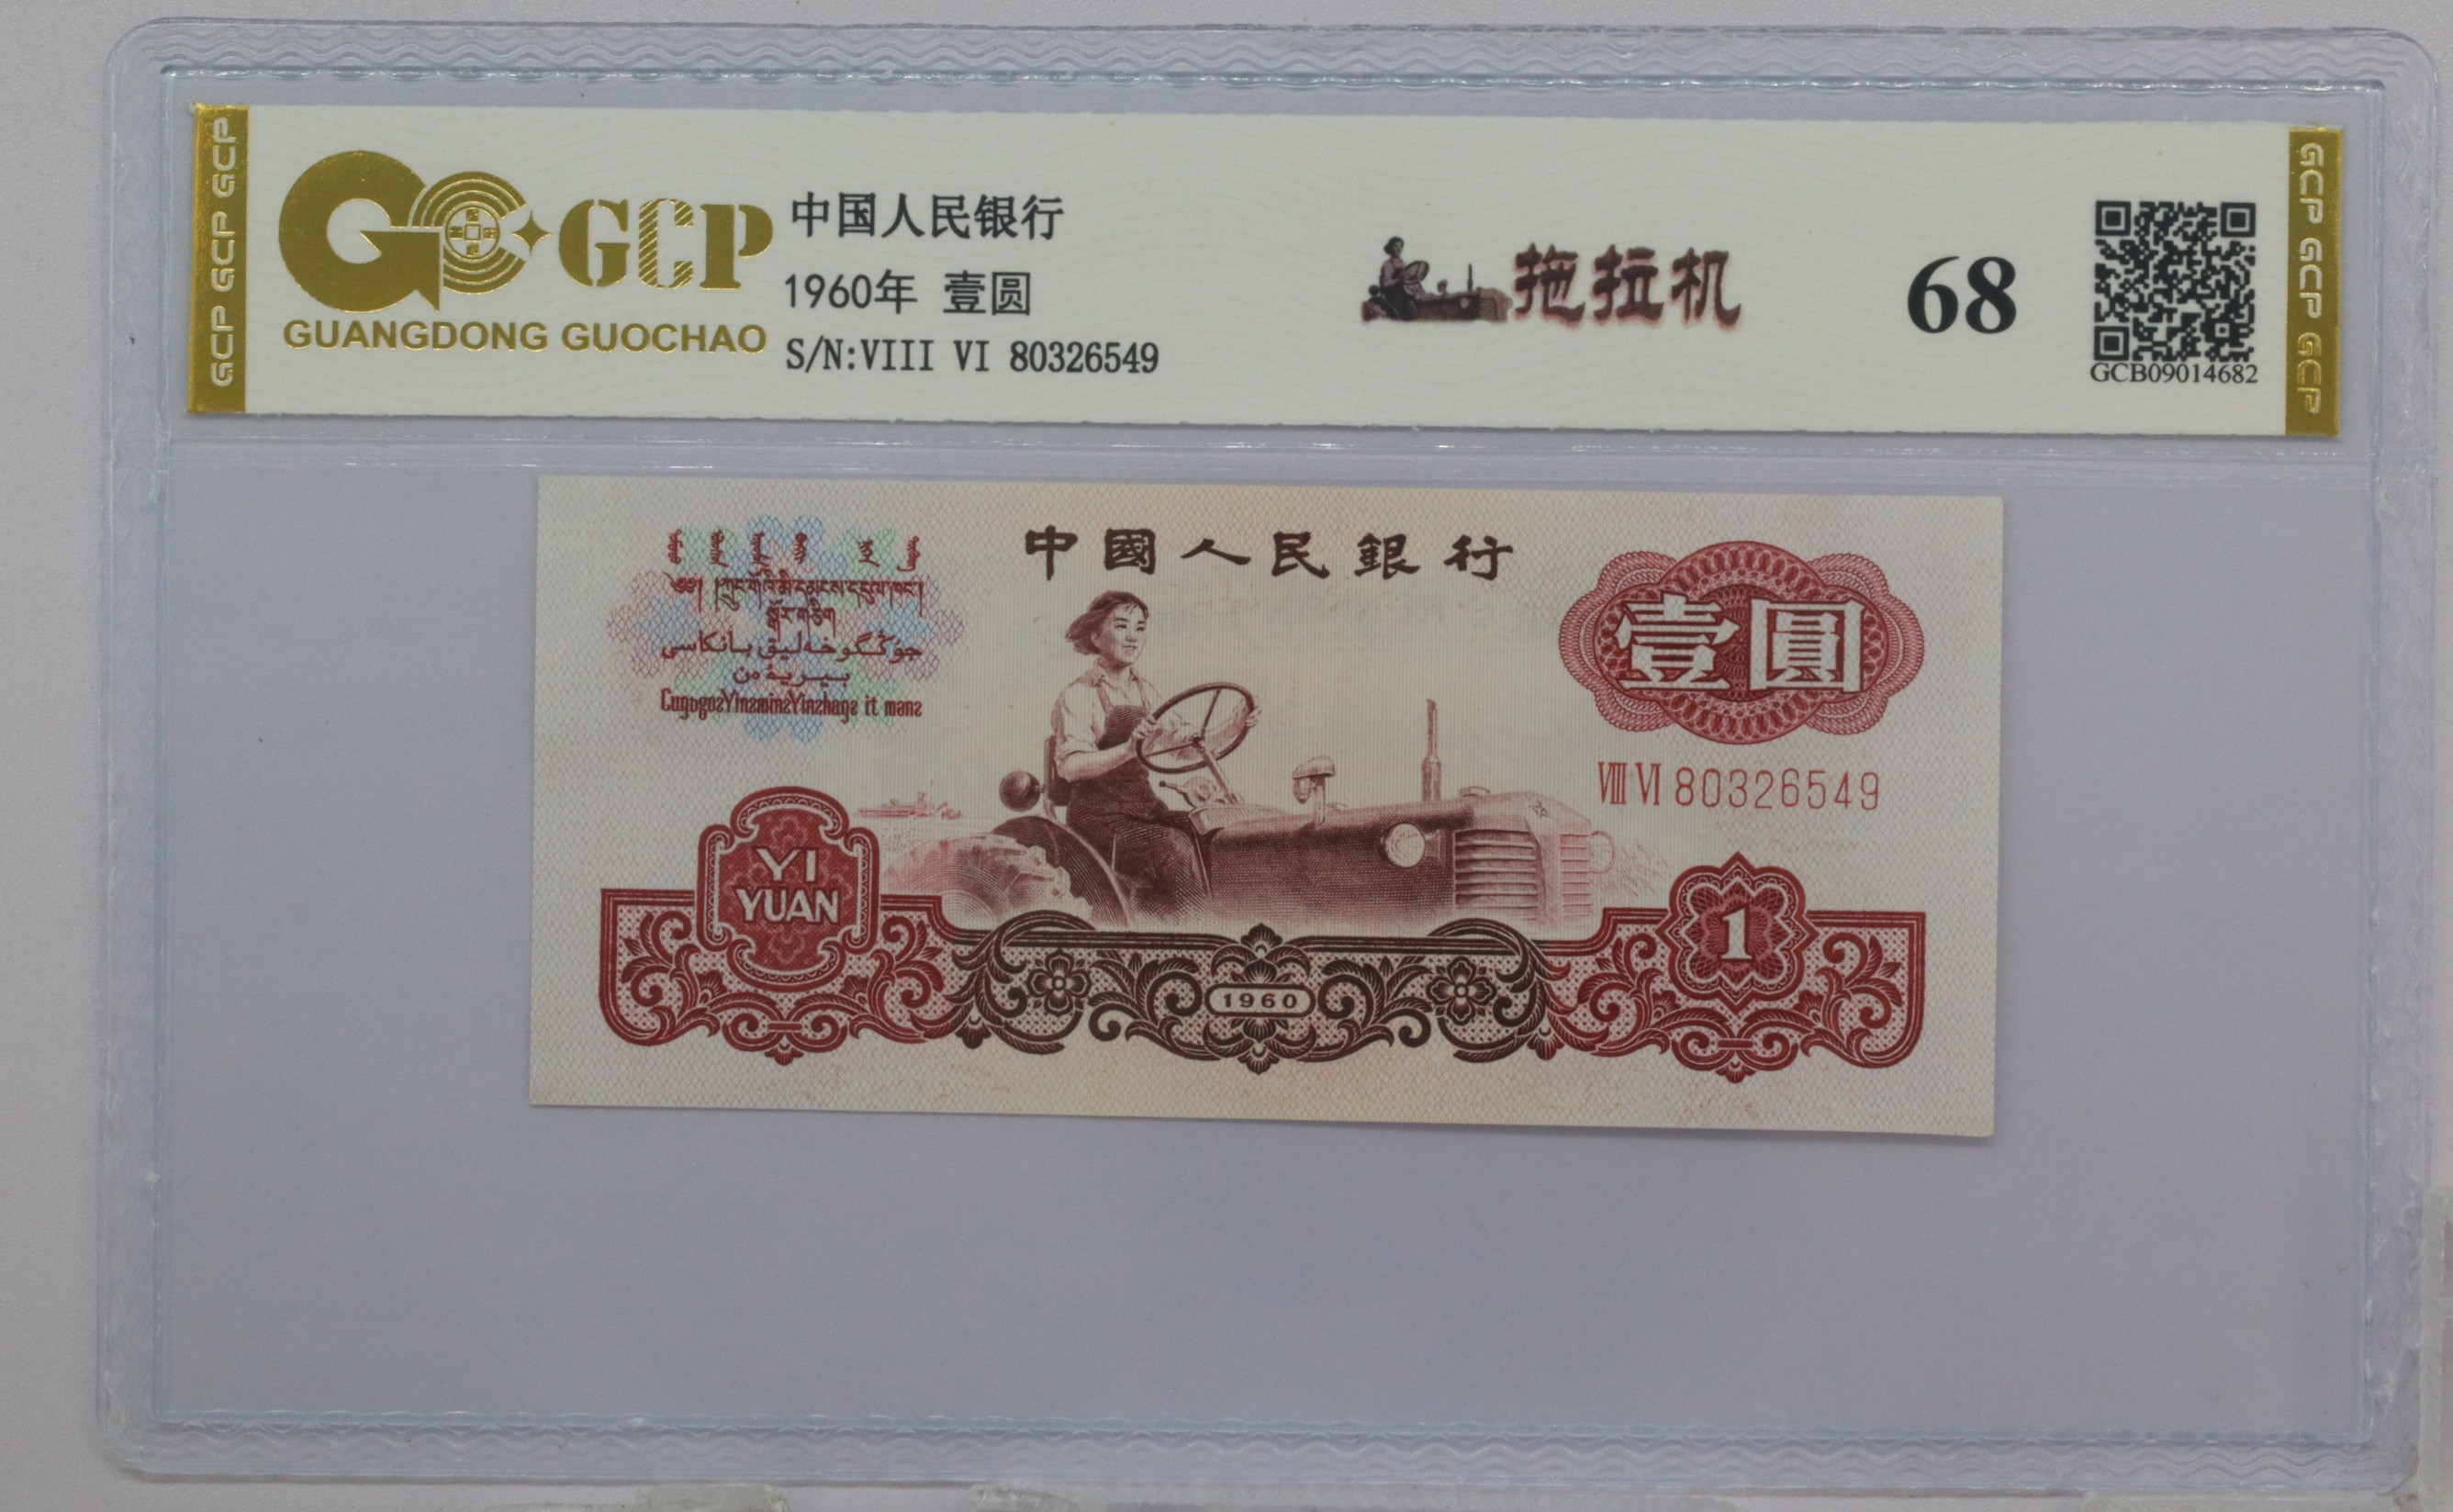 GCP GCP GCP
GCP
GUANGDONG GUOCHAO
中国人民银行
1960年 壹圆
S/N:VIII VI 80326549
拖拉机
68
GCB09014682
GCP GCP GCP
中國人民銀行
壹圓
VIII VI 80326549
YI
YUAN
1960
1